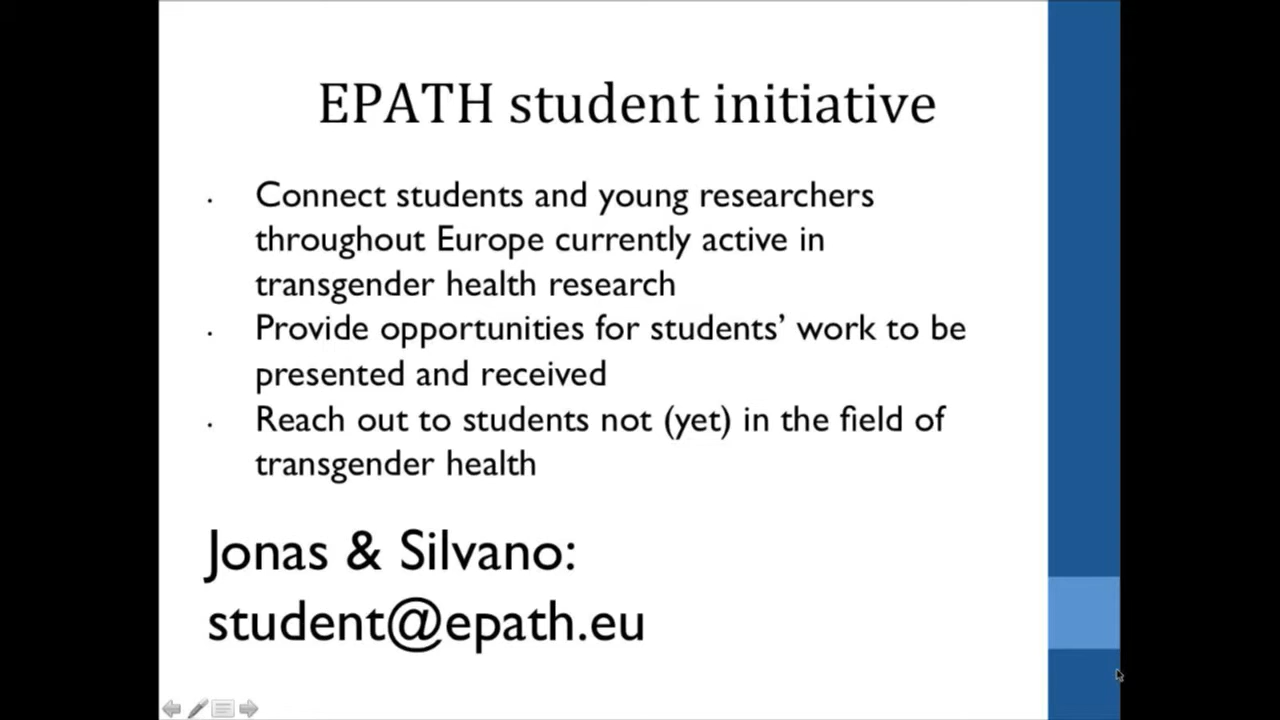 EPATH student initiative
· Connect students and young researchers
throughout Europe currently active in
transgender health research
· Provide opportunities for students’ work to be
presented and received
· Reach out to students not (yet) in the field of
transgender health
Jonas & Silvano:
student@epath.eu